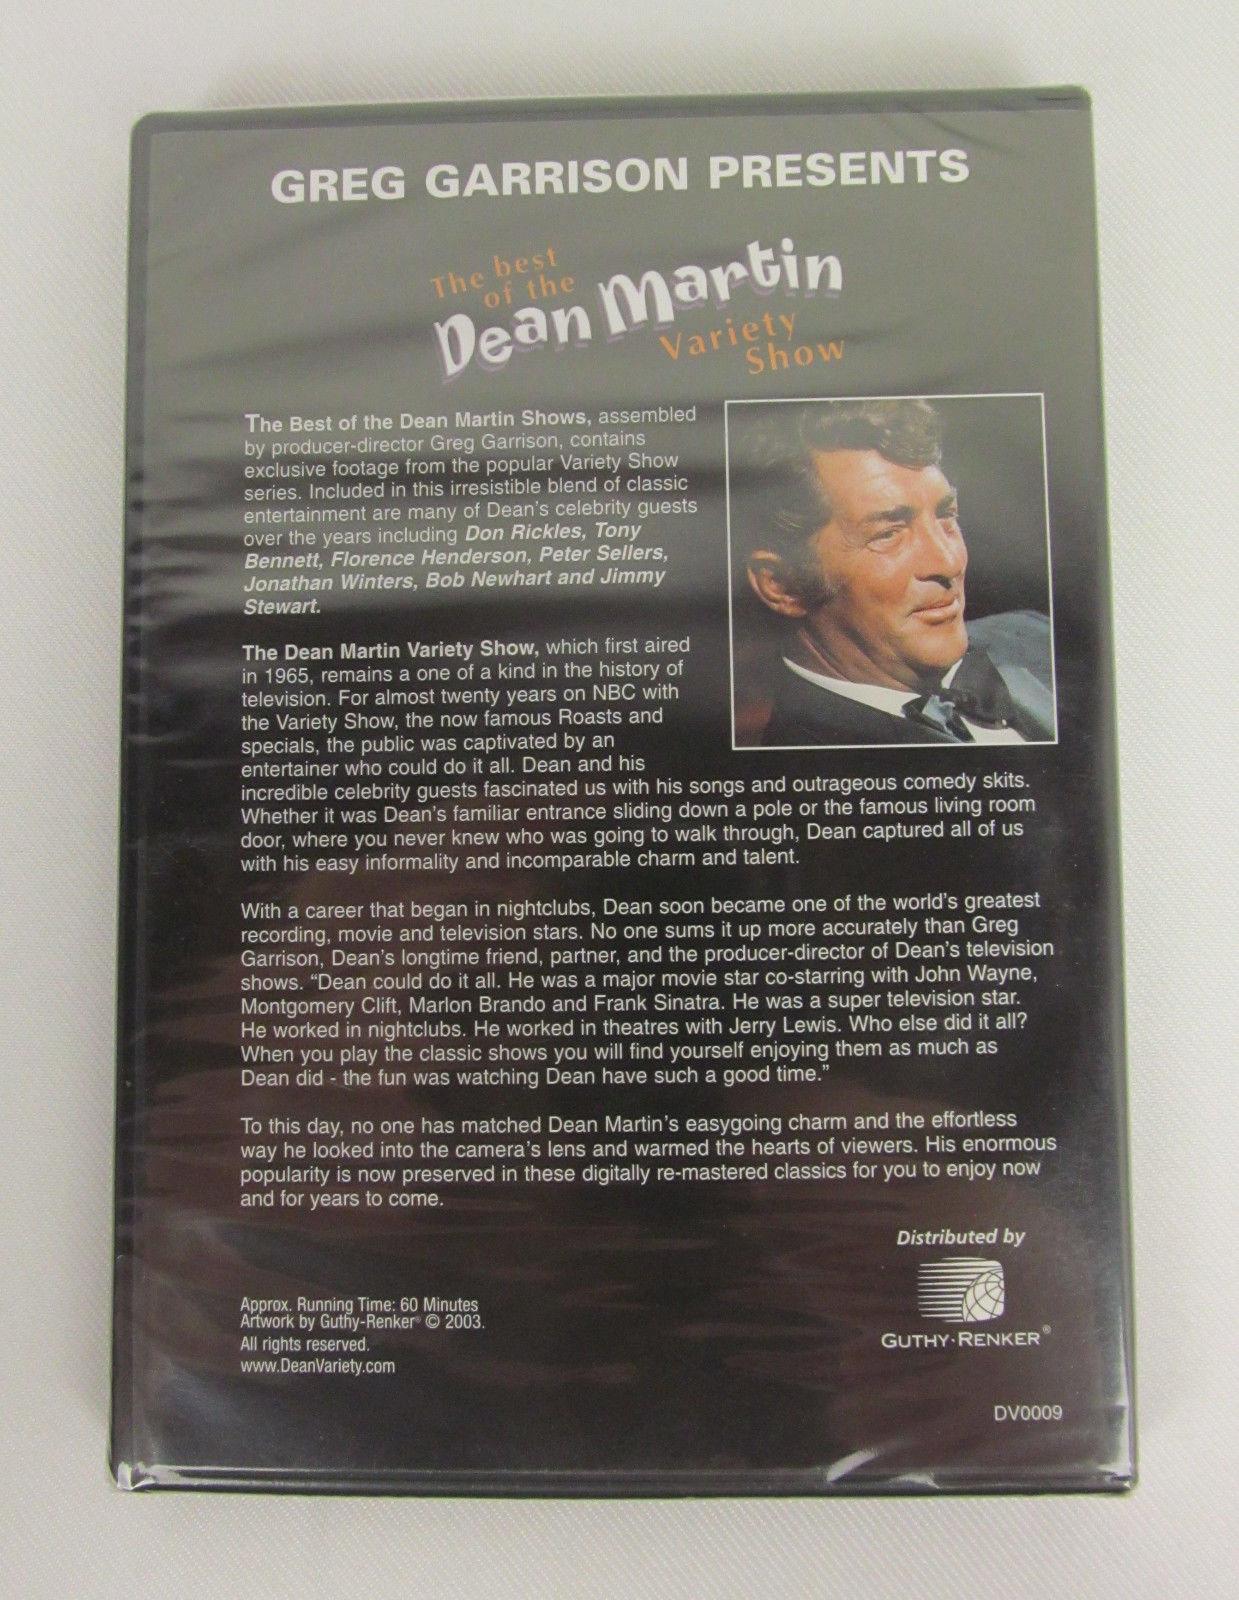 GREG GARRISON PRESENTS
The best
of the
Dean Martin
Variety
Show
The Best of the Dean Martin Shows, assembled
by producer-director Greg Garrison, contains
exclusive footage from the popular Variety Show
series. Included in this irresistible blend of classic
entertainment are many of Dean's celebrity guests
over the years including Don Rickles, Tony
Bennett, Florence Henderson, Peter Sellers,
Jonathan Winters, Bob Newhart and Jimmy
Stewart.
The Dean Martin Variety Show, which first aired
in 1965, remains a one of a kind in the history of
television. For almost twenty years on NBC with
the Variety Show, the now famous Roasts and
specials, the public was captivated by an
entertainer who could do it all. Dean and his
incredible celebrity guests fascinated us with his songs and outrageous comedy skits.
Whether it was Dean's familiar entrance sliding down a pole or the famous living room
door, where you never knew who was going to walk through, Dean captured all of us
with his easy informality and incomparable charm and talent.
With a career that began in nightclubs, Dean soon became one of the world's greatest
recording, movie and television stars. No one sums it up more accurately than Greg
Garrison, Dean's longtime friend, partner, and the producer-director of Dean's television
shows. “Dean could do it all. He was a major movie star co-starring with John Wayne,
Montgomery Clift, Marlon Brando and Frank Sinatra. He was a super television star.
He worked in nightclubs. He worked in theatres with Jerry Lewis. Who else did it all?
When you play the classic shows you will find yourself enjoying them as much as
Dean did - the fun was watching Dean have such a good time.”
To this day, no one has matched Dean Martin's easygoing charm and the effortless
way he looked into the camera's lens and warmed the hearts of viewers. His enormous
popularity is now preserved in these digitally re-mastered classics for you to enjoy now
and for years to come.
Distributed by
GUTHY·RENKER®
Approx. Running Time: 60 Minutes
Artwork by Guthy-Renker® © 2003.
All rights reserved.
www.DeanVariety.com
DV0009